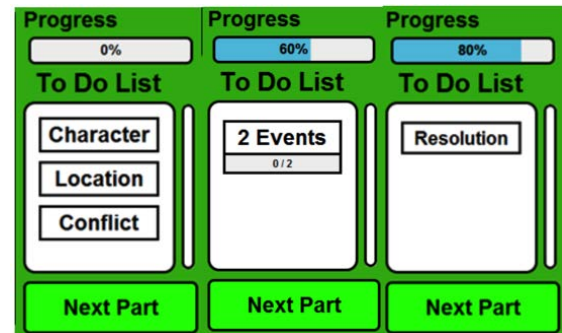 Progress
0%
To Do List
Character
Location
Conflict
Next Part
Progress
60%
To Do List
2 Events
0 / 2
Next Part
Progress
80%
To Do List
Resolution
Next Part